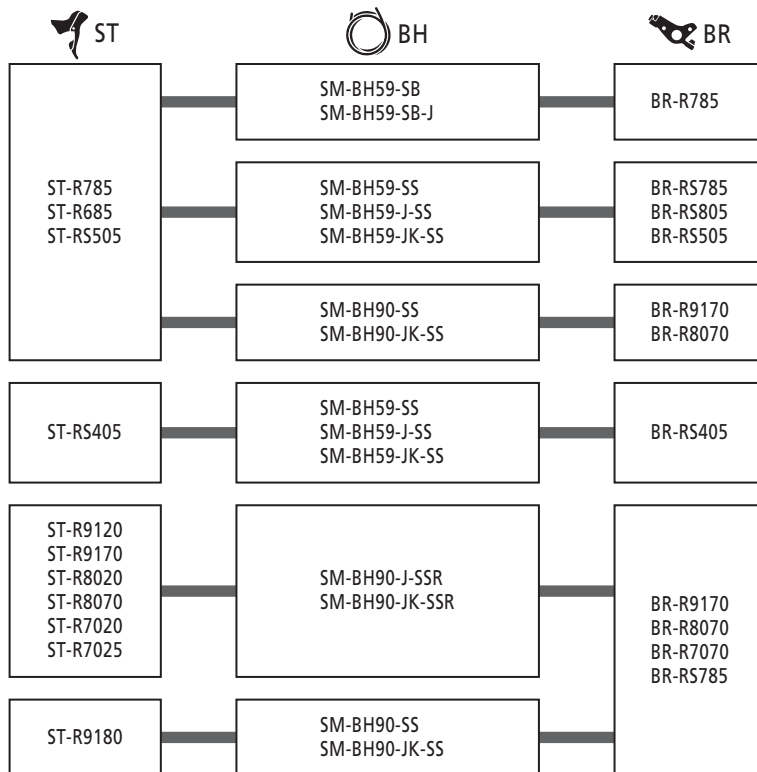 ST
BH
BR
ST-R785
ST-R685
ST-RS505
SM-BH59-SB
SM-BH59-SB-J
BR-R785
SM-BH59-SS
SM-BH59-J-SS
SM-BH59-JK-SS
BR-RS785
BR-RS805
BR-RS505
SM-BH90-SS
SM-BH90-JK-SS
BR-R9170
BR-R8070
ST-RS405
SM-BH59-SS
SM-BH59-J-SS
SM-BH59-JK-SS
BR-RS405
ST-R9120
ST-R9170
ST-R8020
ST-R8070
ST-R7020
ST-R7025
SM-BH90-J-SSR
SM-BH90-JK-SSR
BR-R9170
BR-R8070
BR-R7070
BR-RS785
ST-R9180
SM-BH90-SS
SM-BH90-JK-SS